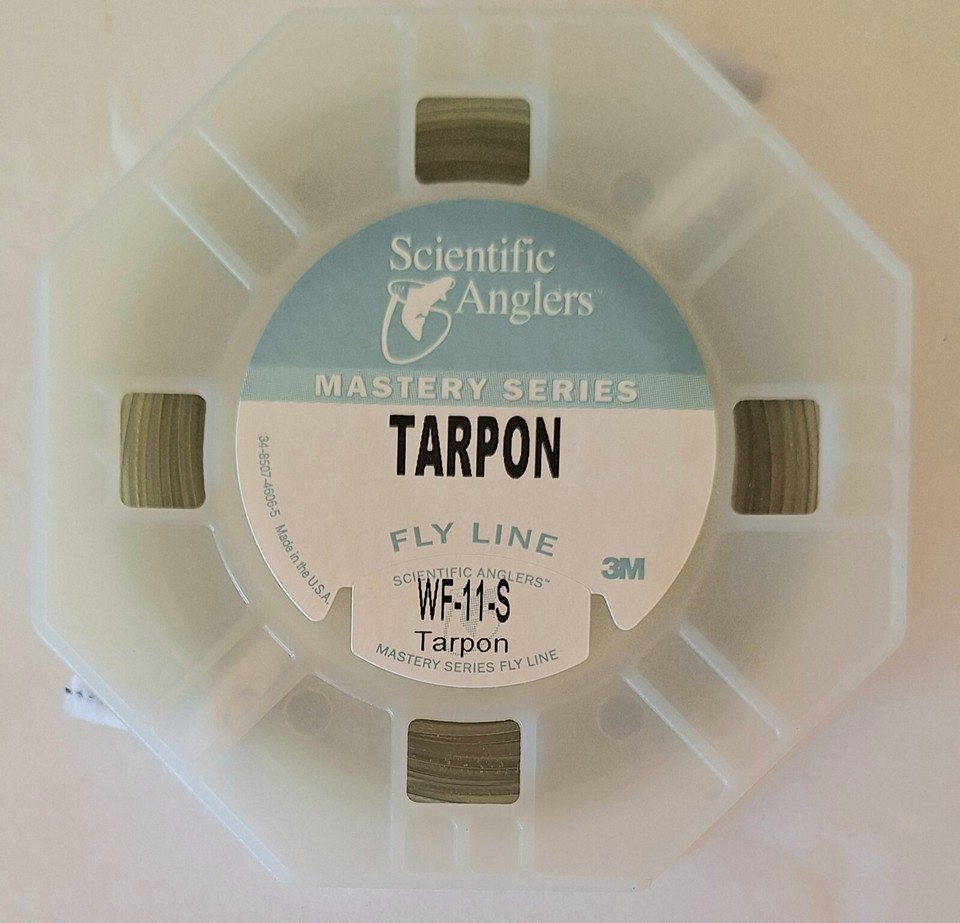 Scientific
Anglers™
MASTERY SERIES
TARPON
34-8507-4606-5 Made in the U.S.A.
FLY LINE
3M
SCIENTIFIC ANGLERS™
WF-11-S
Tarpon
MASTERY SERIES FLY LINE